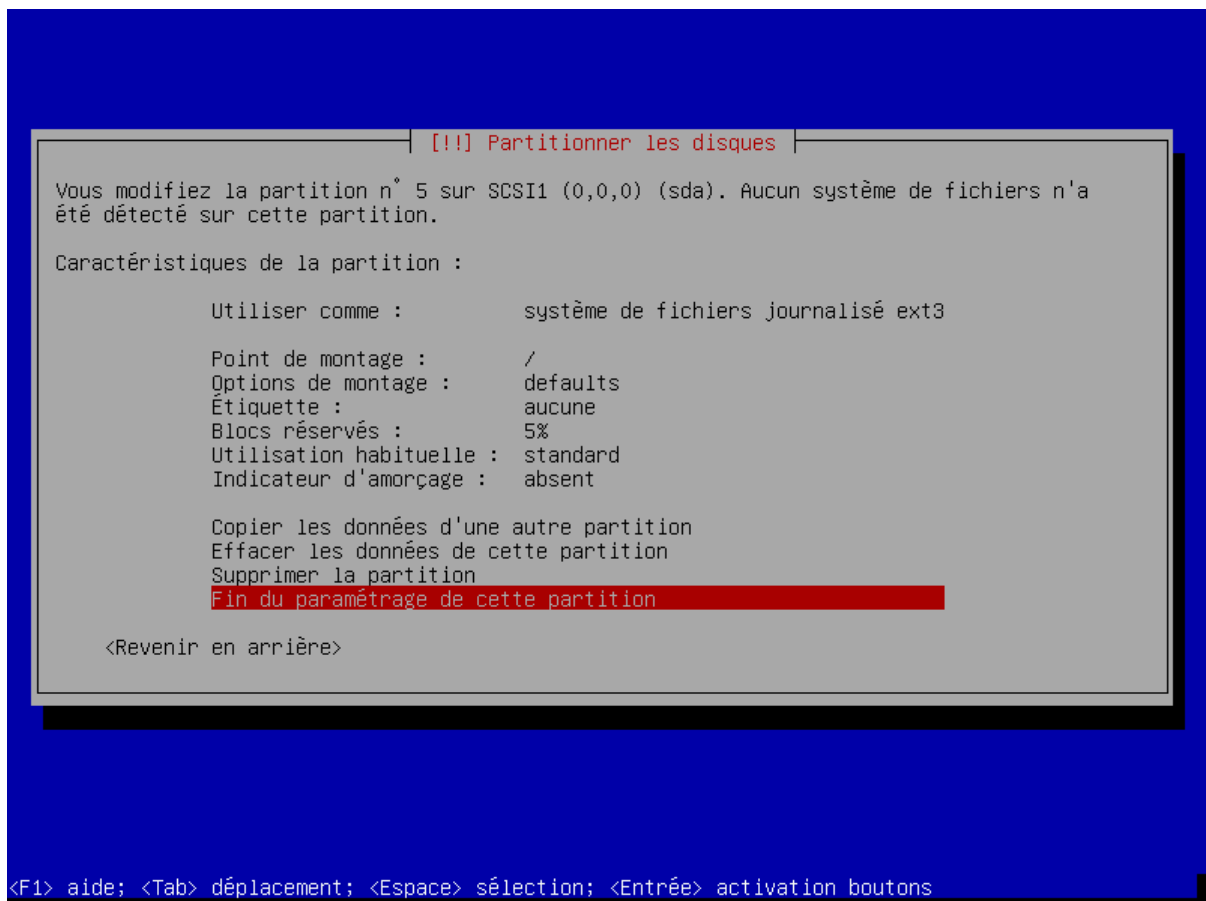 [!!] Partitionner les disques
Vous modifiez la partition n° 5 sur SCSI1 (0,0,0) (sda). Aucun système de fichiers n'a
été détecté sur cette partition.
Caractéristiques de la partition :
Utiliser comme : système de fichiers journalisé ext3
Point de montage : /
Options de montage : defaults
Étiquette : aucune
Blocs réservés : 5%
Utilisation habituelle : standard
Indicateur d'amorçage : absent
Copier les données d'une autre partition
Effacer les données de cette partition
Supprimer la partition
Fin du paramétrage de cette partition
<Revenir en arrière>
<F1> aide; <Tab> déplacement; <Espace> sélection; <Entrée> activation boutons